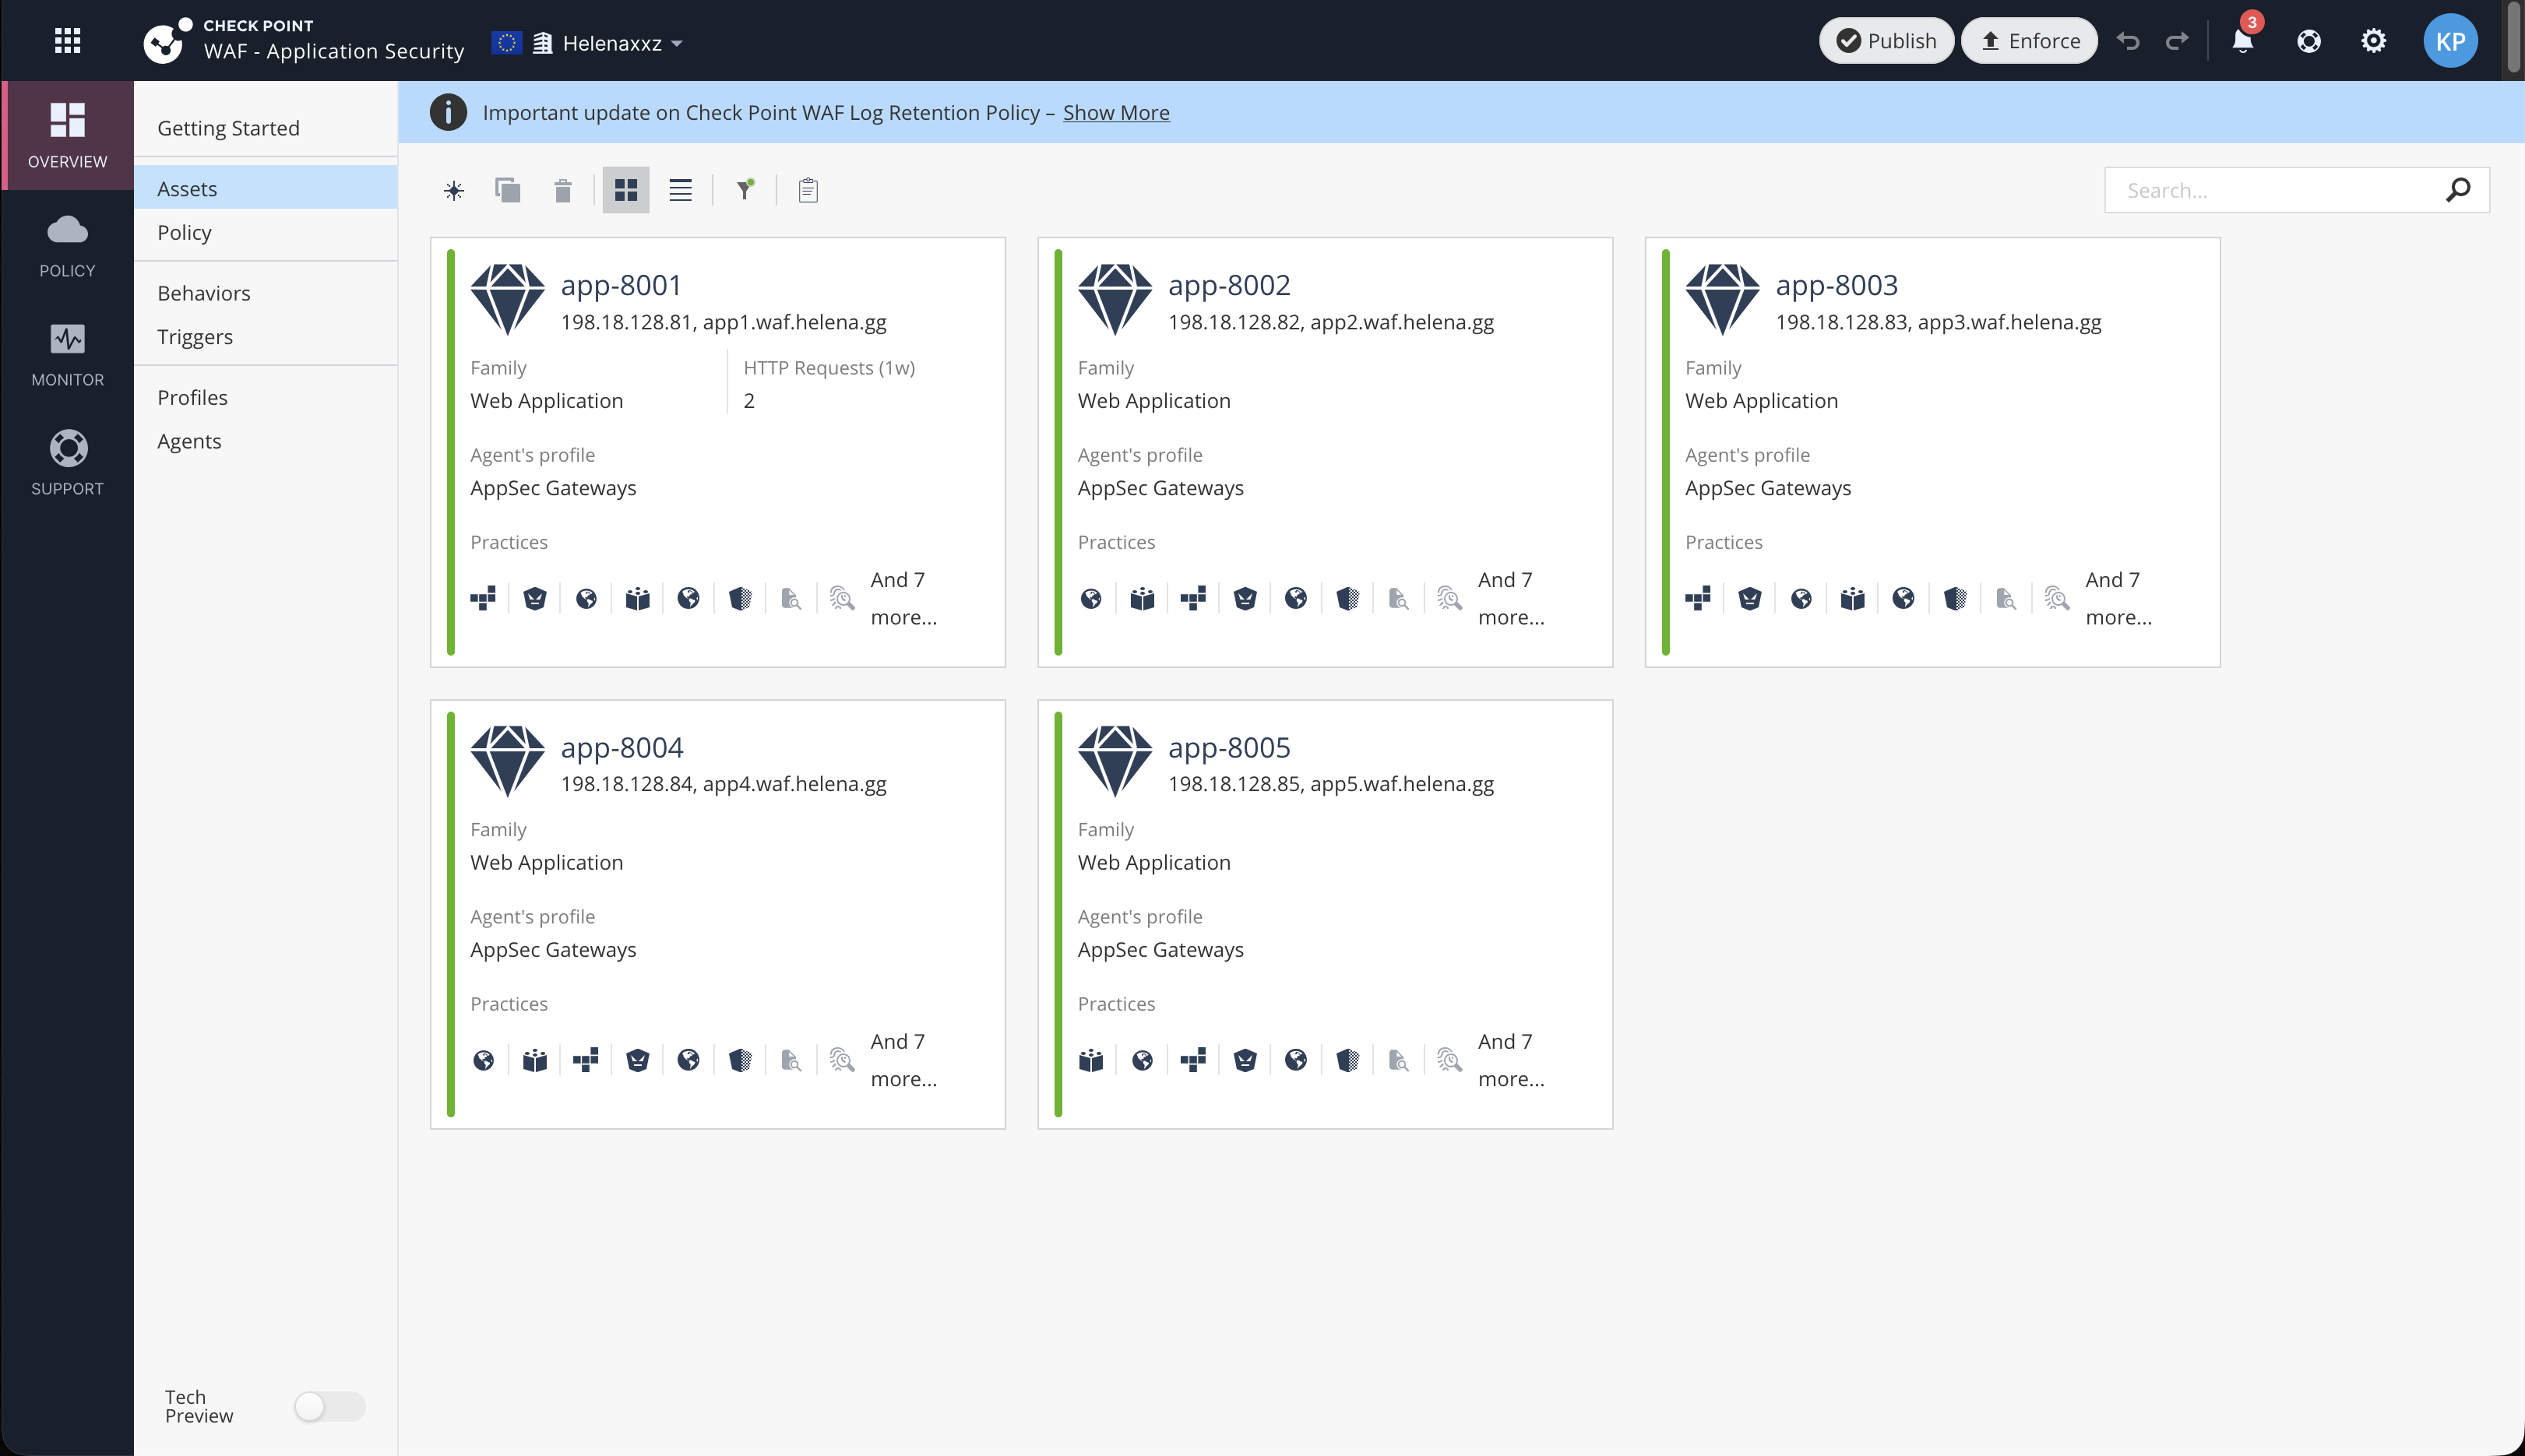 CHECK POINT
WAF - Application Security
Helenaxxz
Publish
Enforce
3
KP
OVERVIEW
POLICY
MONITOR
SUPPORT
Getting Started
Assets
Policy
Behaviors
Triggers
Profiles
Agents
Tech
Preview
Important update on Check Point WAF Log Retention Policy – Show More
Search...
app-8001
198.18.128.81, app1.waf.helena.gg
Family
Web Application
HTTP Requests (1w)
2
Agent's profile
AppSec Gateways
Practices
And 7
more...
app-8002
198.18.128.82, app2.waf.helena.gg
Family
Web Application
Agent's profile
AppSec Gateways
Practices
And 7
more...
app-8003
198.18.128.83, app3.waf.helena.gg
Family
Web Application
Agent's profile
AppSec Gateways
Practices
And 7
more...
app-8004
198.18.128.84, app4.waf.helena.gg
Family
Web Application
Agent's profile
AppSec Gateways
Practices
And 7
more...
app-8005
198.18.128.85, app5.waf.helena.gg
Family
Web Application
Agent's profile
AppSec Gateways
Practices
And 7
more...